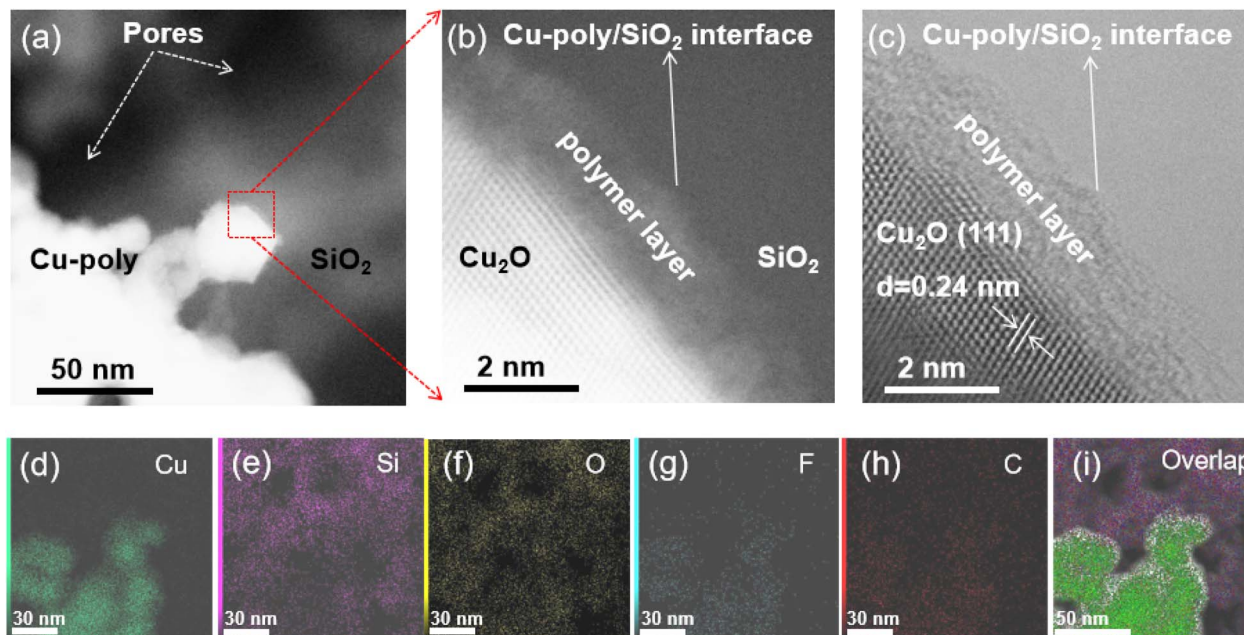 (a)
Pores
Cu-poly
SiO₂
50 nm
(b)
Cu-poly/SiO₂ interface
polymer layer
Cu₂O
SiO₂
2 nm
(c)
Cu-poly/SiO₂ interface
polymer layer
Cu₂O (111)
d=0.24 nm
2 nm
(d) Cu
30 nm
(e) Si
30 nm
(f) O
30 nm
(g) F
30 nm
(h) C
30 nm
(i) Overlap
50 nm